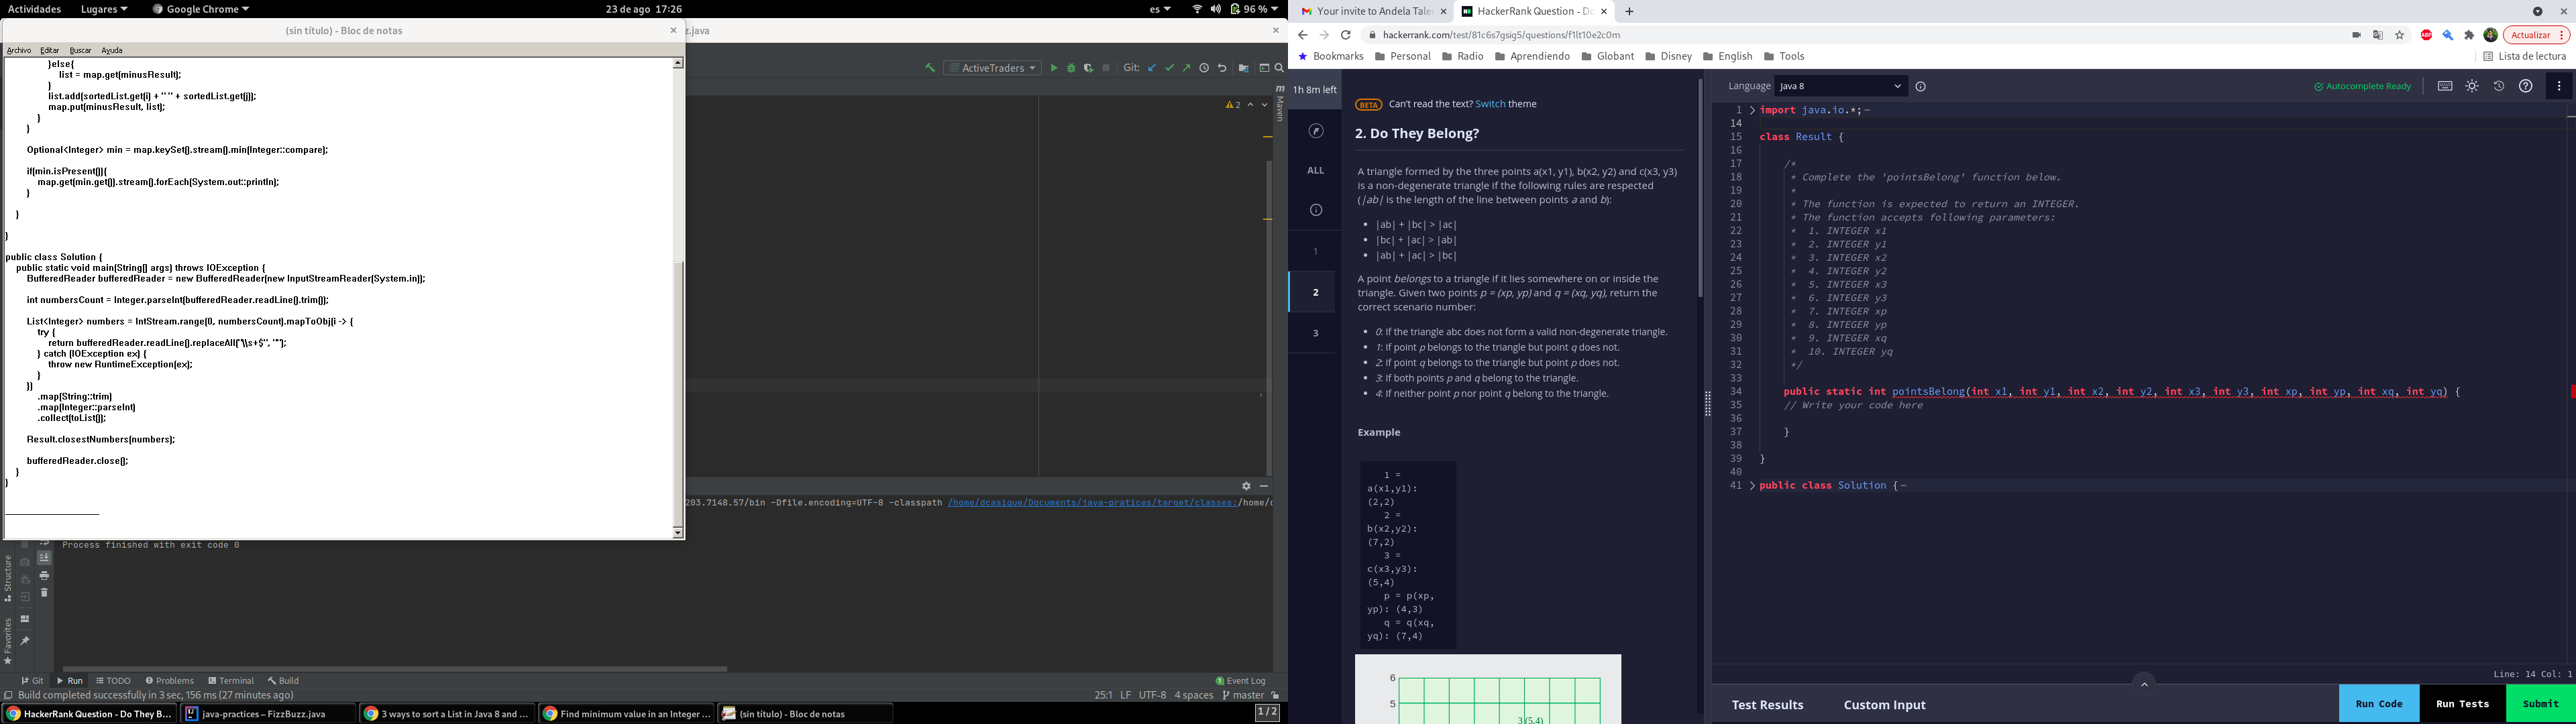 Actividades
Lugares
Google Chrome
23 de ago 17:26
es
96 %
(sin título) - Bloc de notas
Archivo Editar Buscar Ayuda
}else{
list = map.get(minusResult);
}
list.add(sortedList.get(i) + " " + sortedList.get(j));
map.put(minusResult, list);
}
}
Optional<Integer> min = map.keySet().stream().min(Integer::compare);
if(min.isPresent()){
map.get(min.get()).stream().forEach(System.out::println);
}
}
}
public class Solution {
public static void main(String[] args) throws IOException {
BufferedReader bufferedReader = new BufferedReader(new InputStreamReader(System.in));
int numbersCount = Integer.parseInt(bufferedReader.readLine().trim());
List<Integer> numbers = IntStream.range(0, numbersCount).mapToObj(i -> {
try {
return bufferedReader.readLine().replaceAll("\\s+$", "");
} catch (IOException ex) {
throw new RuntimeException(ex);
}
})
.map(String::trim)
.map(Integer::parseInt)
.collect(toList());
Result.closestNumbers(numbers);
bufferedReader.close();
}
}
z.java
ActiveTraders
Git:
2
Maven
203.7148.57/bin -Dfile.encoding=UTF-8 -classpath /home/dcasique/Documents/java-pratices/target/classes:/home/d
Process finished with exit code 0
Structure
Favorites
Git Run TODO Problems Terminal Build
1 Event Log
Build completed successfully in 3 sec, 156 ms (27 minutes ago)
25:1 LF UTF-8 4 spaces master
HackerRank Question - Do They B...
java-practices – FizzBuzz.java
3 ways to sort a List in Java 8 and ...
Find minimum value in an Integer ...
(sin título) - Bloc de notas
1 / 2
Your invite to Andela Tale
HackerRank Question - Do
hackerrank.com/test/81c6s7gsig5/questions/f1lt10e2c0m
ABP
Actualizar
Bookmarks Personal Radio Aprendiendo Globant Disney English Tools
Lista de lectura
1h 8m left
ALL
1
2
3
BETA Can't read the text? Switch theme
2. Do They Belong?
A triangle formed by the three points a(x1, y1), b(x2, y2) and c(x3, y3)
is a non-degenerate triangle if the following rules are respected
(|ab| is the length of the line between points a and b):
• |ab| + |bc| > |ac|
• |bc| + |ac| > |ab|
• |ab| + |ac| > |bc|
A point belongs to a triangle if it lies somewhere on or inside the
triangle. Given two points p = (xp, yp) and q = (xq, yq), return the
correct scenario number:
• 0: If the triangle abc does not form a valid non-degenerate triangle.
• 1: If point p belongs to the triangle but point q does not.
• 2: If point q belongs to the triangle but point p does not.
• 3: If both points p and q belong to the triangle.
• 4: If neither point p nor point q belong to the triangle.
Example
1 =
a(x1,y1):
(2,2)
2 =
b(x2,y2):
(7,2)
3 =
c(x3,y3):
(5,4)
p = p(xp,
yp): (4,3)
q = q(xq,
yq): (7,4)
6
5
3 (5,4)
Language Java 8
Autocomplete Ready
1 import java.io.*;
14
15 class Result {
16
17 /*
18 * Complete the 'pointsBelong' function below.
19 *
20 * The function is expected to return an INTEGER.
21 * The function accepts following parameters:
22 * 1. INTEGER x1
23 * 2. INTEGER y1
24 * 3. INTEGER x2
25 * 4. INTEGER y2
26 * 5. INTEGER x3
27 * 6. INTEGER y3
28 * 7. INTEGER xp
29 * 8. INTEGER yp
30 * 9. INTEGER xq
31 * 10. INTEGER yq
32 */
33
34 public static int pointsBelong(int x1, int y1, int x2, int y2, int x3, int y3, int xp, int yp, int xq, int yq) {
35 // Write your code here
36
37 }
38
39 }
40
41 public class Solution {
Line: 14 Col: 1
Test Results
Custom Input
Run Code
Run Tests
Submit